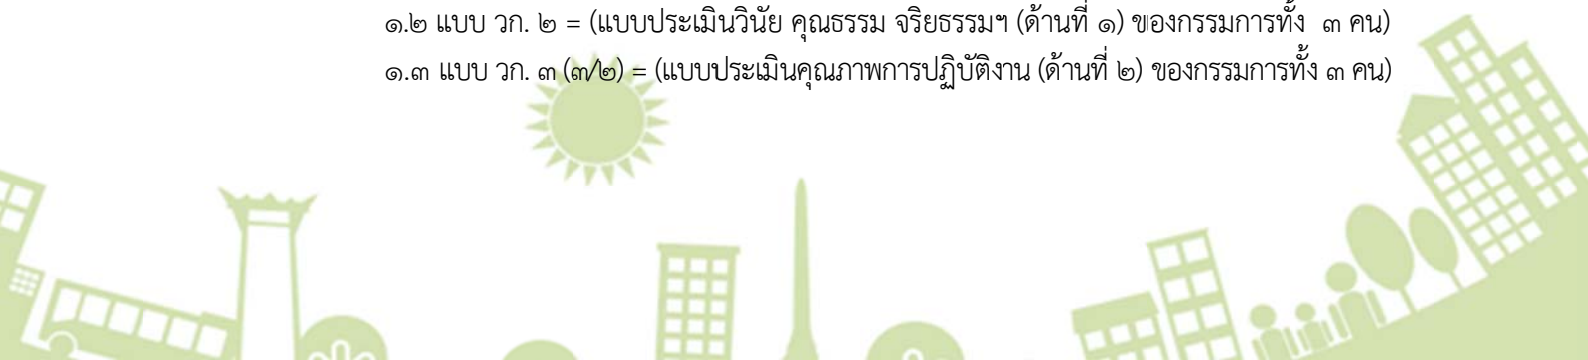 ๑.๒ แบบ วก. ๒ = (แบบประเมินวินัย คุณธรรม จริยธรรมฯ (ด้านที่ ๑) ของกรรมการทั้ง ๓ คน)
๑.๓ แบบ วก. ๓ (๓/๒) = (แบบประเมินคุณภาพการปฏิบัติงาน (ด้านที่ ๒) ของกรรมการทั้ง ๓ คน)